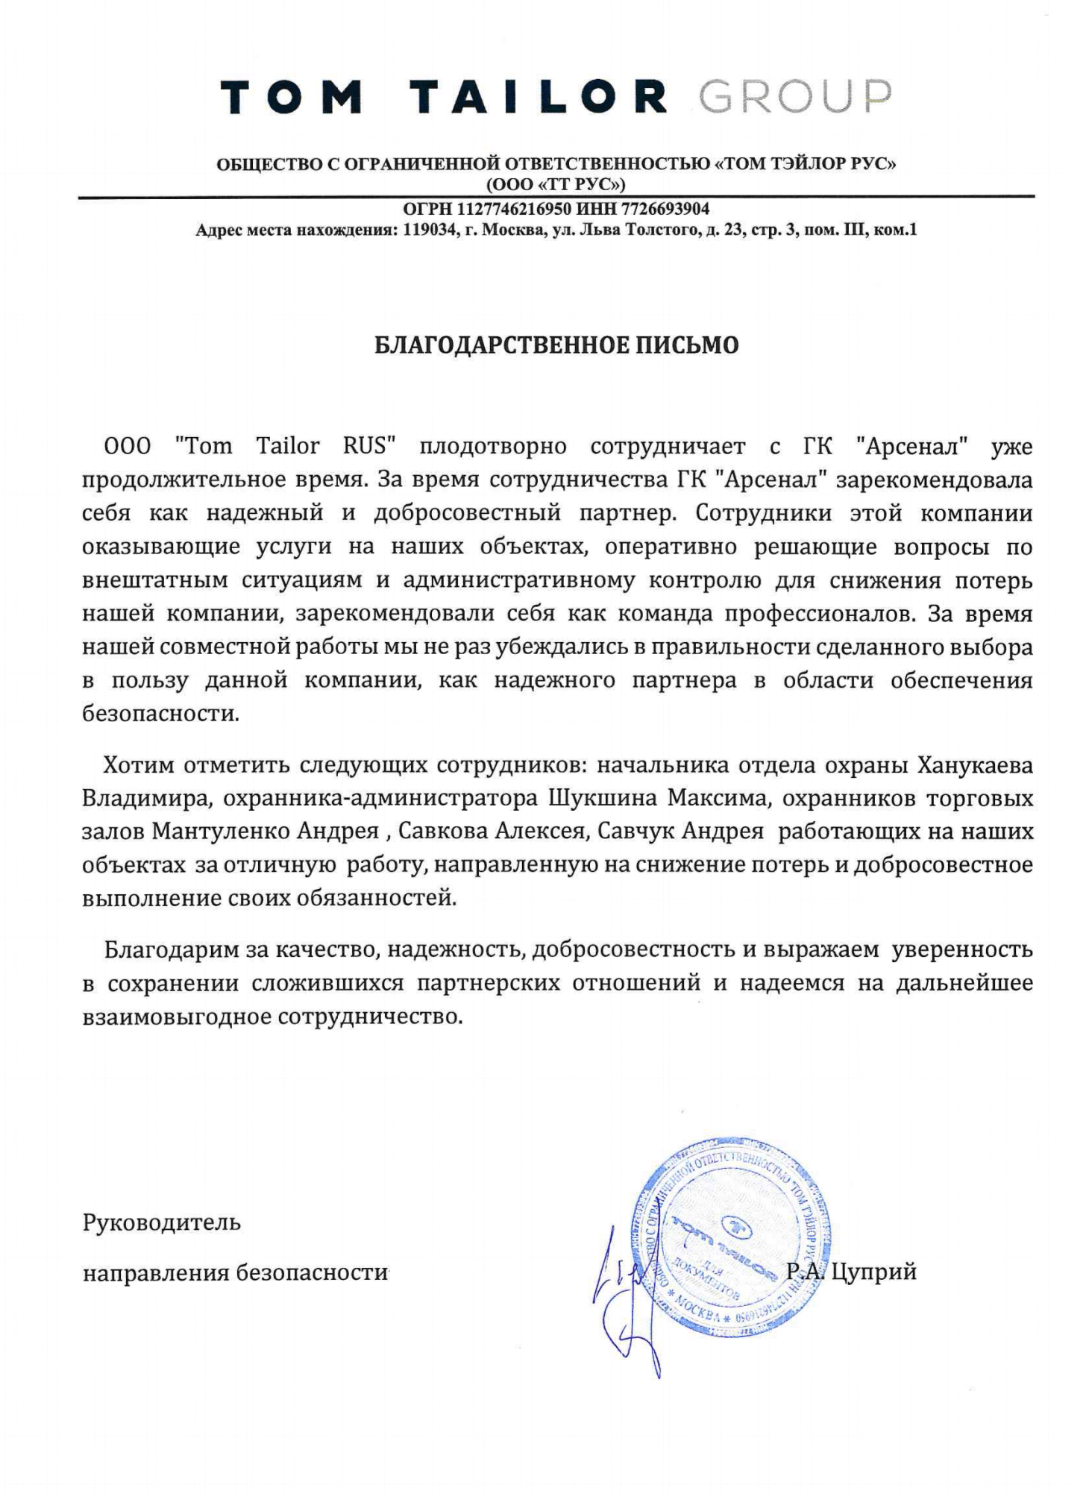 TOM TAILOR GROUP
ОБЩЕСТВО С ОГРАНИЧЕННОЙ ОТВЕТСТВЕННОСТЬЮ «ТОМ ТЭЙЛОР РУС»
(ООО «ТТ РУС»)
ОГРН 1127746216950 ИНН 7726693904
Адрес места нахождения: 119034, г. Москва, ул. Льва Толстого, д. 23, стр. 3, пом. III, ком.1
БЛАГОДАРСТВЕННОЕ ПИСЬМО
ООО "Tom Tailor RUS" плодотворно сотрудничает с ГК "Арсенал" уже
продолжительное время. За время сотрудничества ГК "Арсенал" зарекомендовала
себя как надежный и добросовестный партнер. Сотрудники этой компании
оказывающие услуги на наших объектах, оперативно решающие вопросы по
внештатным ситуациям и административному контролю для снижения потерь
нашей компании, зарекомендовали себя как команда профессионалов. За время
нашей совместной работы мы не раз убеждались в правильности сделанного выбора
в пользу данной компании, как надежного партнера в области обеспечения
безопасности.
Хотим отметить следующих сотрудников: начальника отдела охраны Ханукаева
Владимира, охранника-администратора Шукшина Максима, охранников торговых
залов Мантуленко Андрея , Савкова Алексея, Савчук Андрея работающих на наших
объектах за отличную работу, направленную на снижение потерь и добросовестное
выполнение своих обязанностей.
Благодарим за качество, надежность, добросовестность и выражаем уверенность
в сохранении сложившихся партнерских отношений и надеемся на дальнейшее
взаимовыгодное сотрудничество.
Руководитель
направления безопасности
Р.А. Цуприй
ОБЩЕСТВО С ОГРАНИЧЕННОЙ ОТВЕТСТВЕННОСТЬЮ "ТОМ ТЭЙЛОР РУС" ОГРН 1127746216950
* МОСКВА *
TOM TAILOR
ДЛЯ
ДОКУМЕНТОВ